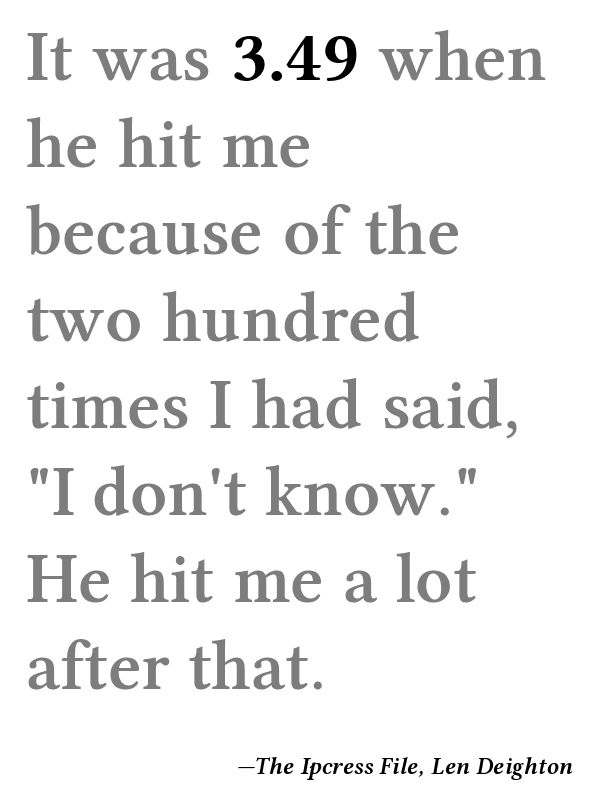 It was 3.49 when
he hit me
because of the
two hundred
times I had said,
"I don't know."
He hit me a lot
after that.
—The Ipcress File, Len Deighton